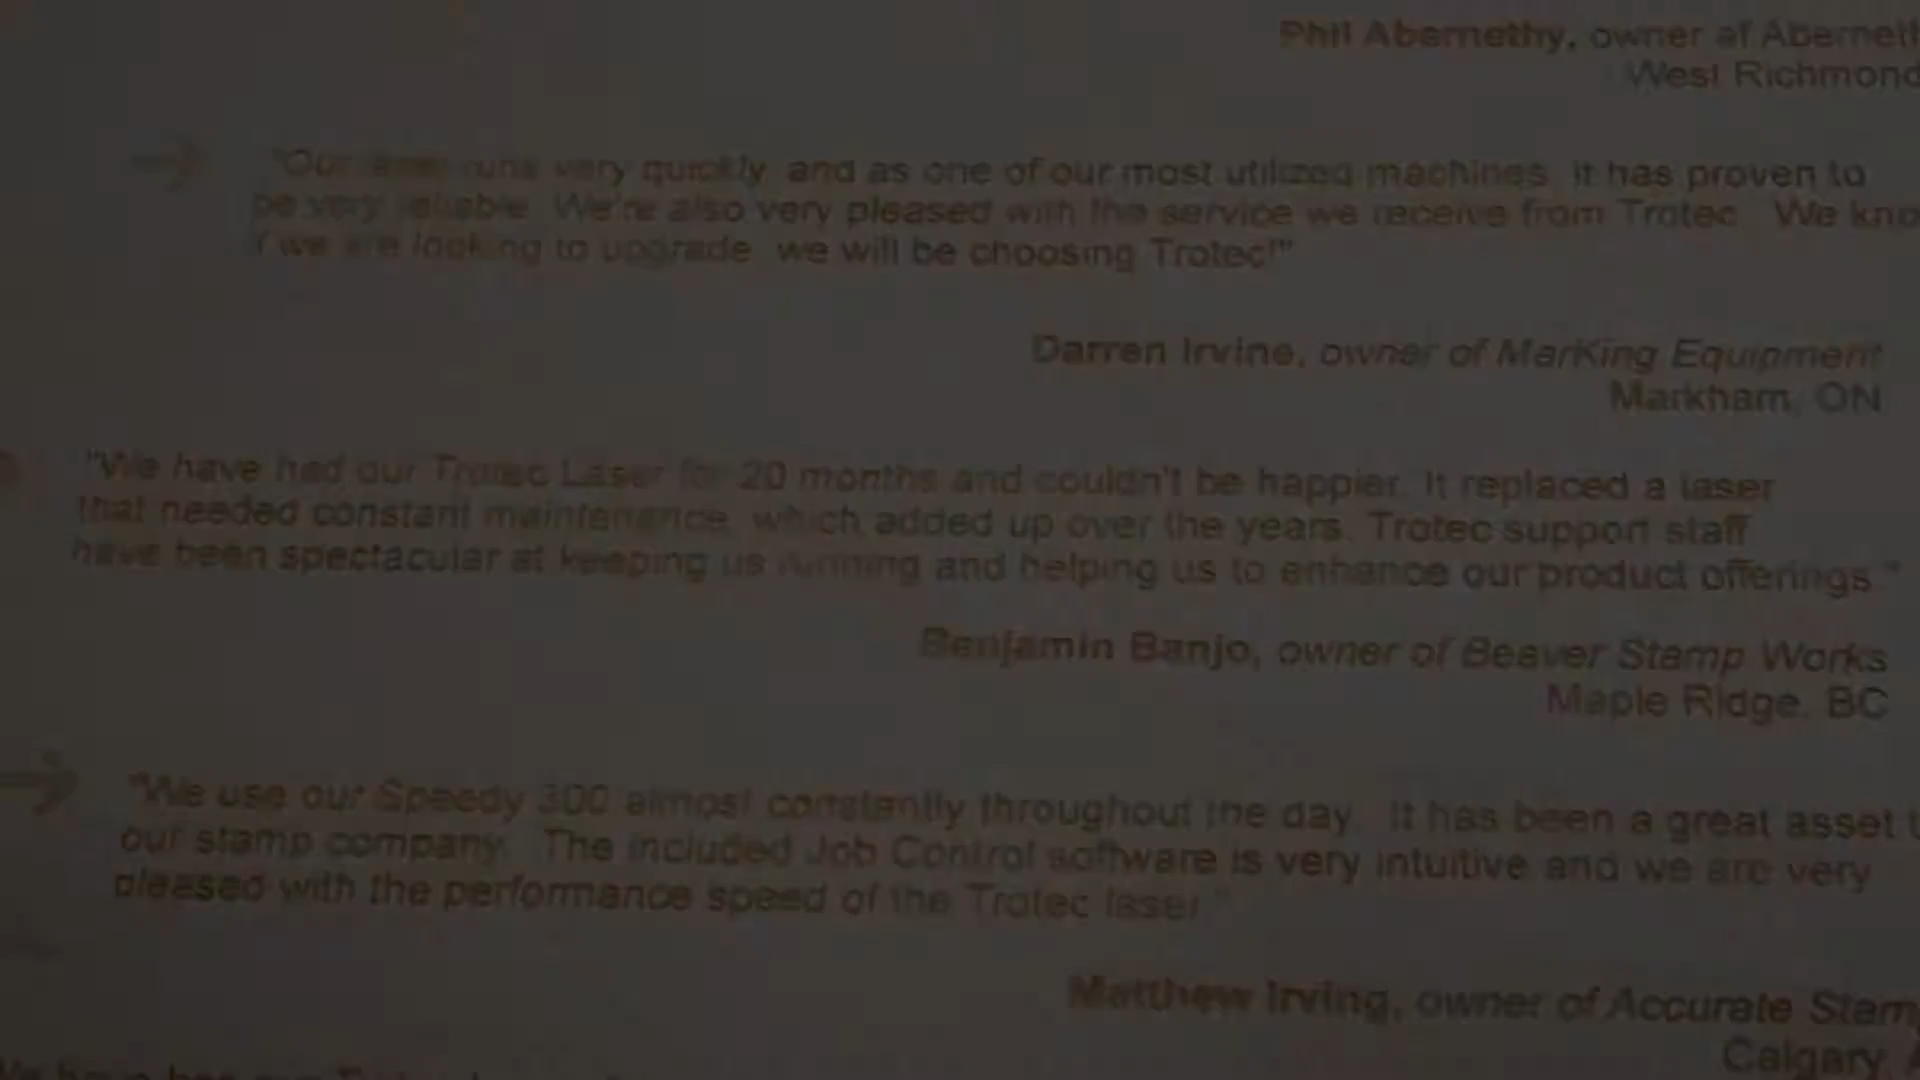 Phil Abernethy, owner of Abernet
West Richmond
"Our laser runs very quickly and as one of our most utilized machines, it has proven to
be very reliable. We're also very pleased with the service we receive from Trotec. We kno
if we are looking to upgrade, we will be choosing Trotec!"
Darren Irvine, owner of MarKing Equipment
Markham, ON
"We have had our Trotec Laser for 20 months and couldn't be happier. It replaced a laser
that needed constant maintenance, which added up over the years. Trotec support staff
have been spectacular at keeping us running and helping us to enhance our product offerings."
Benjamin Banjo, owner of Beaver Stamp Works
Maple Ridge, BC
"We use our Speedy 300 almost constantly throughout the day. It has been a great asset t
our stamp company. The included Job Control software is very intuitive and we are very
pleased with the performance speed of the Trotec laser."
Matthew Irving, owner of Accurate Stam
Calgary, A